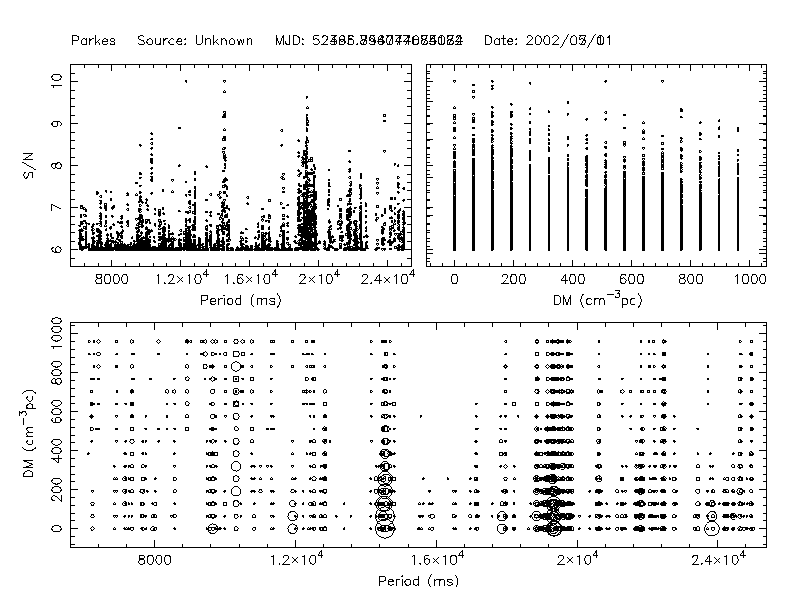 Parkes Source: Unknown MJD: Date: 2002/05/01
S/N
10
9
8
7
6
8000 1.2×10⁴ 1.6×10⁴ 2×10⁴ 2.4×10⁴
Period (ms)
0 200 400 600 800 1000
DM (cm⁻³pc)
DM (cm⁻³pc)
1000
800
600
400
200
0
8000 1.2×10⁴ 1.6×10⁴ 2×10⁴ 2.4×10⁴
Period (ms)